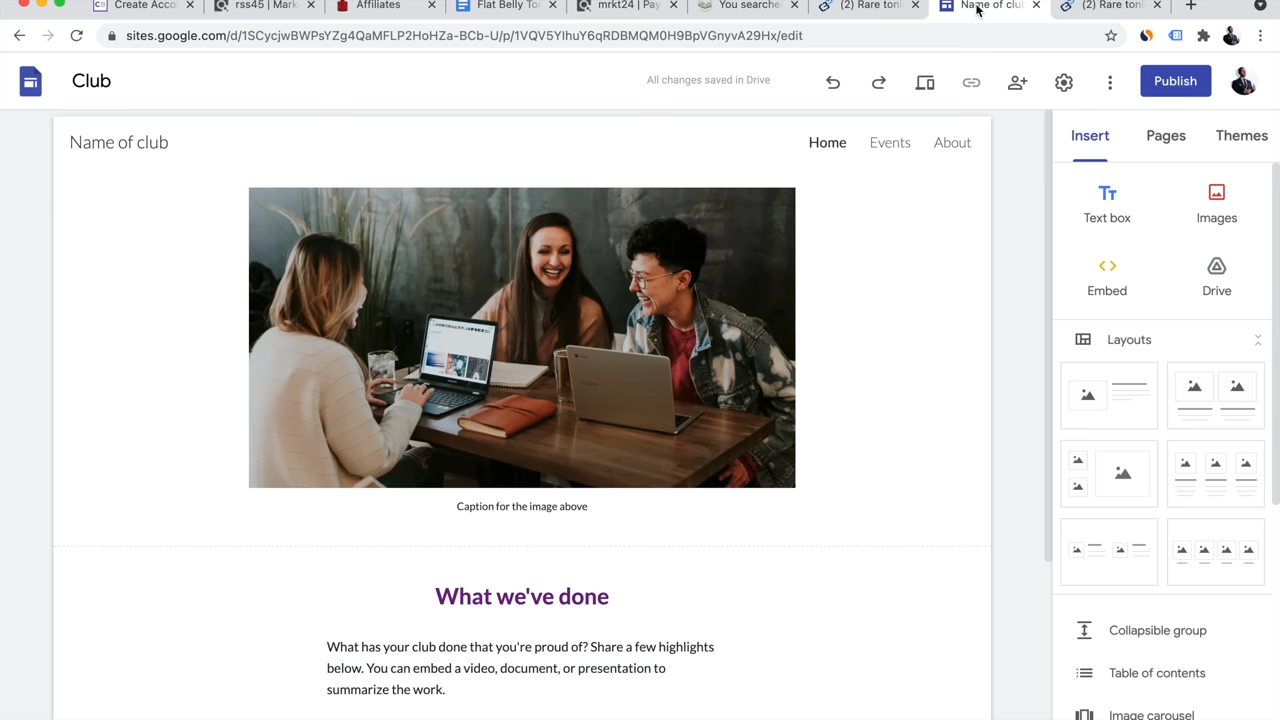 Create Acco
rss45 | Mark
Affiliates
Flat Belly To
mrkt24 | Pay
You searche
(2) Rare toni
Name of club
(2) Rare toni
sites.google.com/d/1SCycjwBWPsYZg4QaMFLP2HoHZa-BCb-U/p/1VQV5YIhuY6qRDBMQM0H9BpVGnyvA29Hx/edit
Club
All changes saved in Drive
Publish
Name of club
Home
Events
About
Insert
Pages
Themes
Text box
Images
Embed
Drive
Layouts
Caption for the image above
What we've done
What has your club done that you're proud of? Share a few highlights
below. You can embed a video, document, or presentation to
summarize the work.
Collapsible group
Table of contents
Image carousel